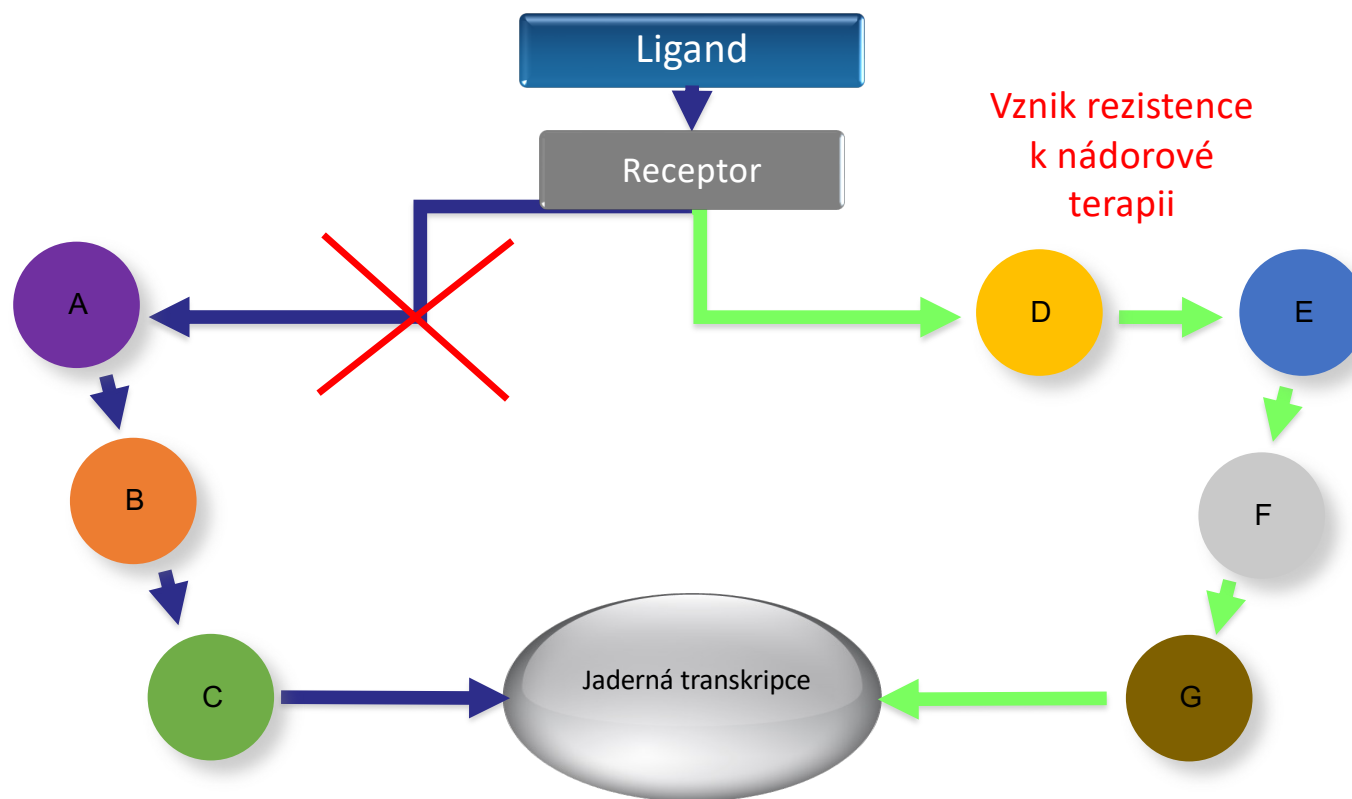 Ligand
Vznik rezistence
k nádorové
terapii
Receptor
A
D
E
B
F
C
Jaderná transkripce
G